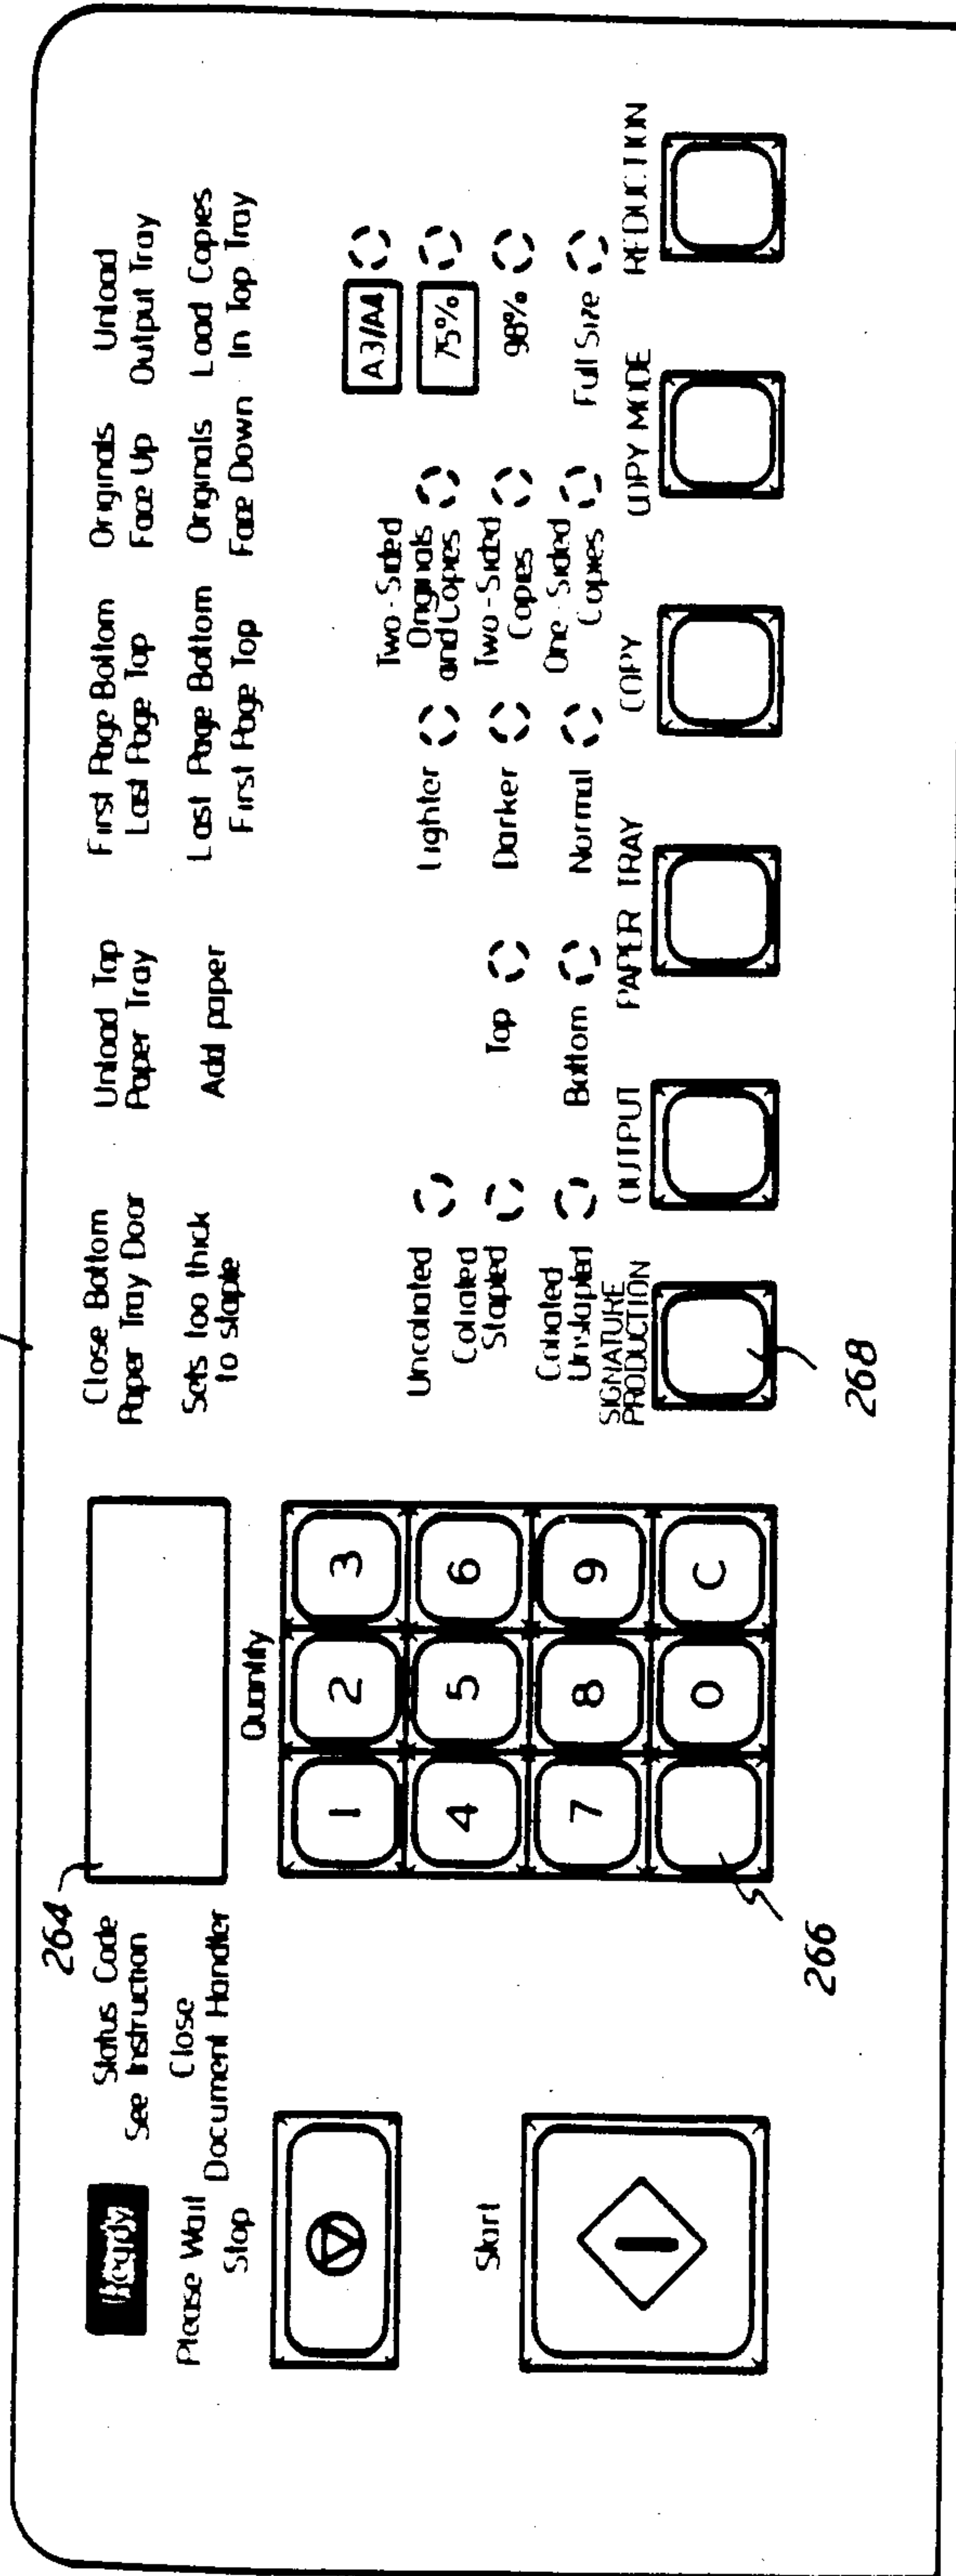 264
Ready
Please Wait
Status Code
See Instruction
Close
Document Handler
Close Bottom
Paper Tray Door
Sets too thick
to staple
Unload Top
Paper Tray
Add paper
First Page Bottom
Last Page Top
Last Page Bottom
First Page Top
Originals
Face Up
Originals
Face Down
Unload
Output Tray
Load Copies
In Top Tray
Stop
Start
Quantity
1 2 3
4 5 6
7 8 9
0 C
266
Uncollated
Collated
Stapled
Collated
Unstapled
Top
Bottom
Lighter
Darker
Normal
Two-Sided
Originals
and Copies
Two-Sided
Copies
One-Sided
Copies
A3/A4
75%
98%
Full Size
SIGNATURE
PRODUCTION
OUTPUT
PAPER TRAY
COPY
COPY MODE
REDUCTION
268